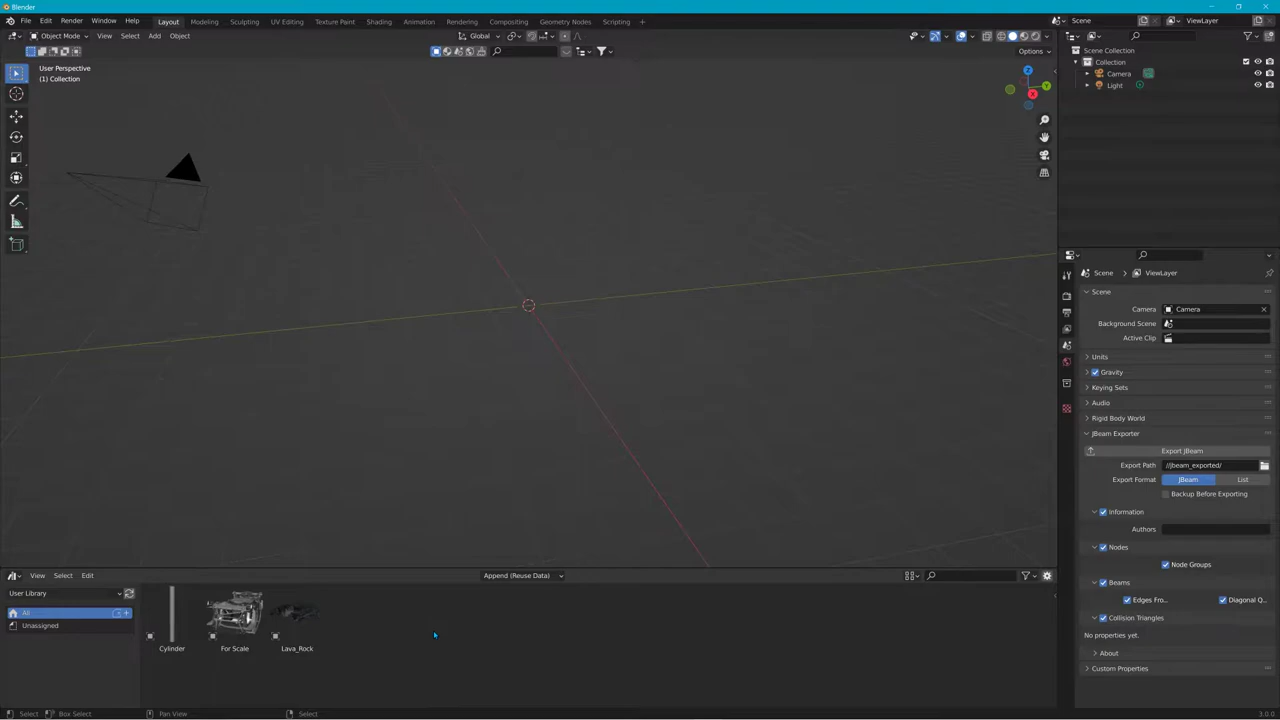 Blender
File Edit Render Window Help Layout Modeling Sculpting UV Editing Texture Paint Shading Animation Rendering Compositing Geometry Nodes Scripting + Scene ViewLayer
Object Mode View Select Add Object Global
Options
User Perspective
(1) Collection
Z
Y
X
Scene Collection
Collection
Camera
Light
Scene ViewLayer
Scene
Camera Camera
Background Scene
Active Clip
Units
Gravity
Keying Sets
Audio
Rigid Body World
JBeam Exporter
Export JBeam
Export Path //jbeam_exported/
Export Format JBeam List
Backup Before Exporting
Information
Authors
Nodes
Node Groups
Beams
Edges Fro... Diagonal Q...
Collision Triangles
No properties yet.
About
Custom Properties
View Select Edit Append (Reuse Data)
User Library
All
Unassigned
Cylinder For Scale Lava_Rock
Select Box Select Pan View Select 3.0.0